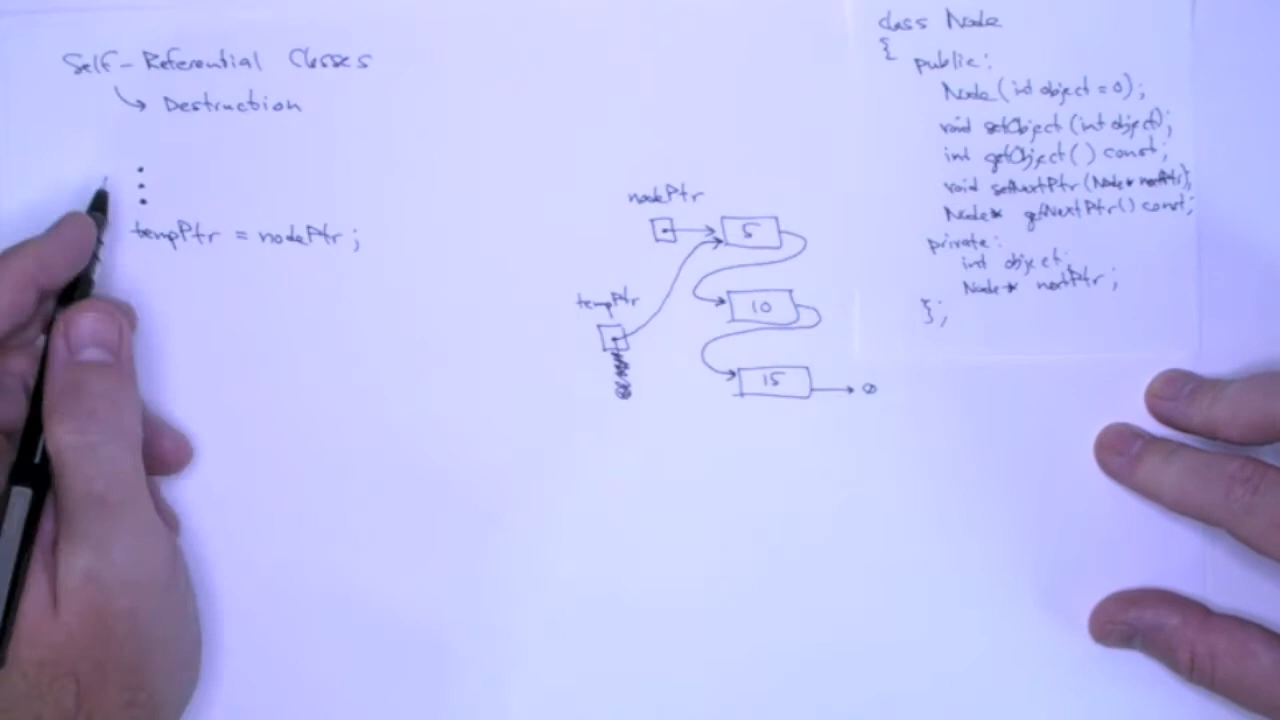 Self-Referential Classes
↳ Destruction
tempPtr = nodePtr;
nodePtr
5
tempPtr
10
15
class Node
{
public:
Node(int object=0);
void setObject(int object);
int getObject() const;
void setNextPtr(Node* nextPtr);
Node* getNextPtr() const;
private:
int object;
Node* nextPtr;
};